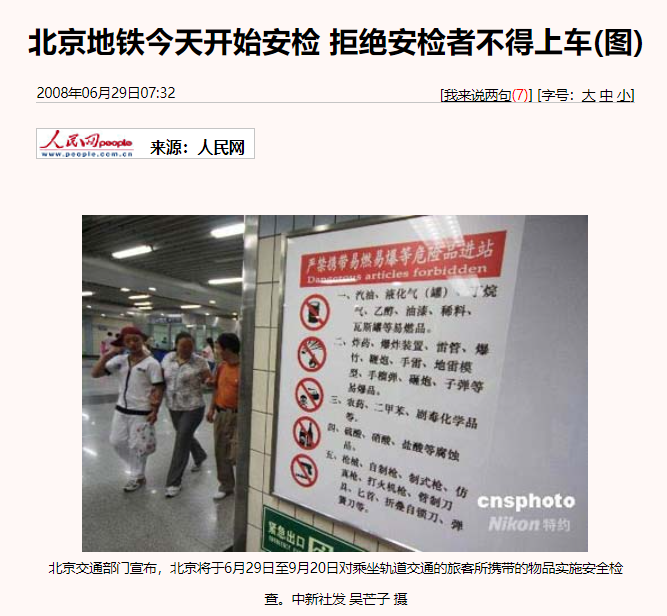 北京地铁今天开始安检 拒绝安检者不得上车(图)
2008年06月29日07:32
[我来说两句(7)] [字号：大 中 小]
人民网 people
www.people.com.cn
来源：人民网
严禁携带易燃易爆等危险品进站
Dangerous articles forbidden
一、汽油、液化气（罐）、丁烷
气、乙醇、油漆、稀料、
瓦斯罐等易燃品。
二、炸药、爆炸装置、雷管、爆
竹、鞭炮、手雷、地雷模
型、手榴弹、砸炮、子弹等
易爆品。
三、农药、二甲苯、剧毒化学品
等。
四、硫酸、硝酸、盐酸等腐蚀
品。
五、枪械、自制枪、制式枪、仿
真枪、打火机枪、管制刀
具、匕首、折叠自锁刀、弹
簧刀等。
cnsphoto
Nikon 特约
紧急出口
北京交通部门宣布，北京将于6月29日至9月20日对乘坐轨道交通的旅客所携带的物品实施安全检
查。中新社发 吴芒子 摄